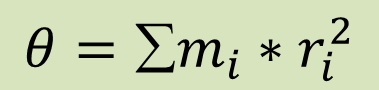 θ = ∑mᵢ * rᵢ²